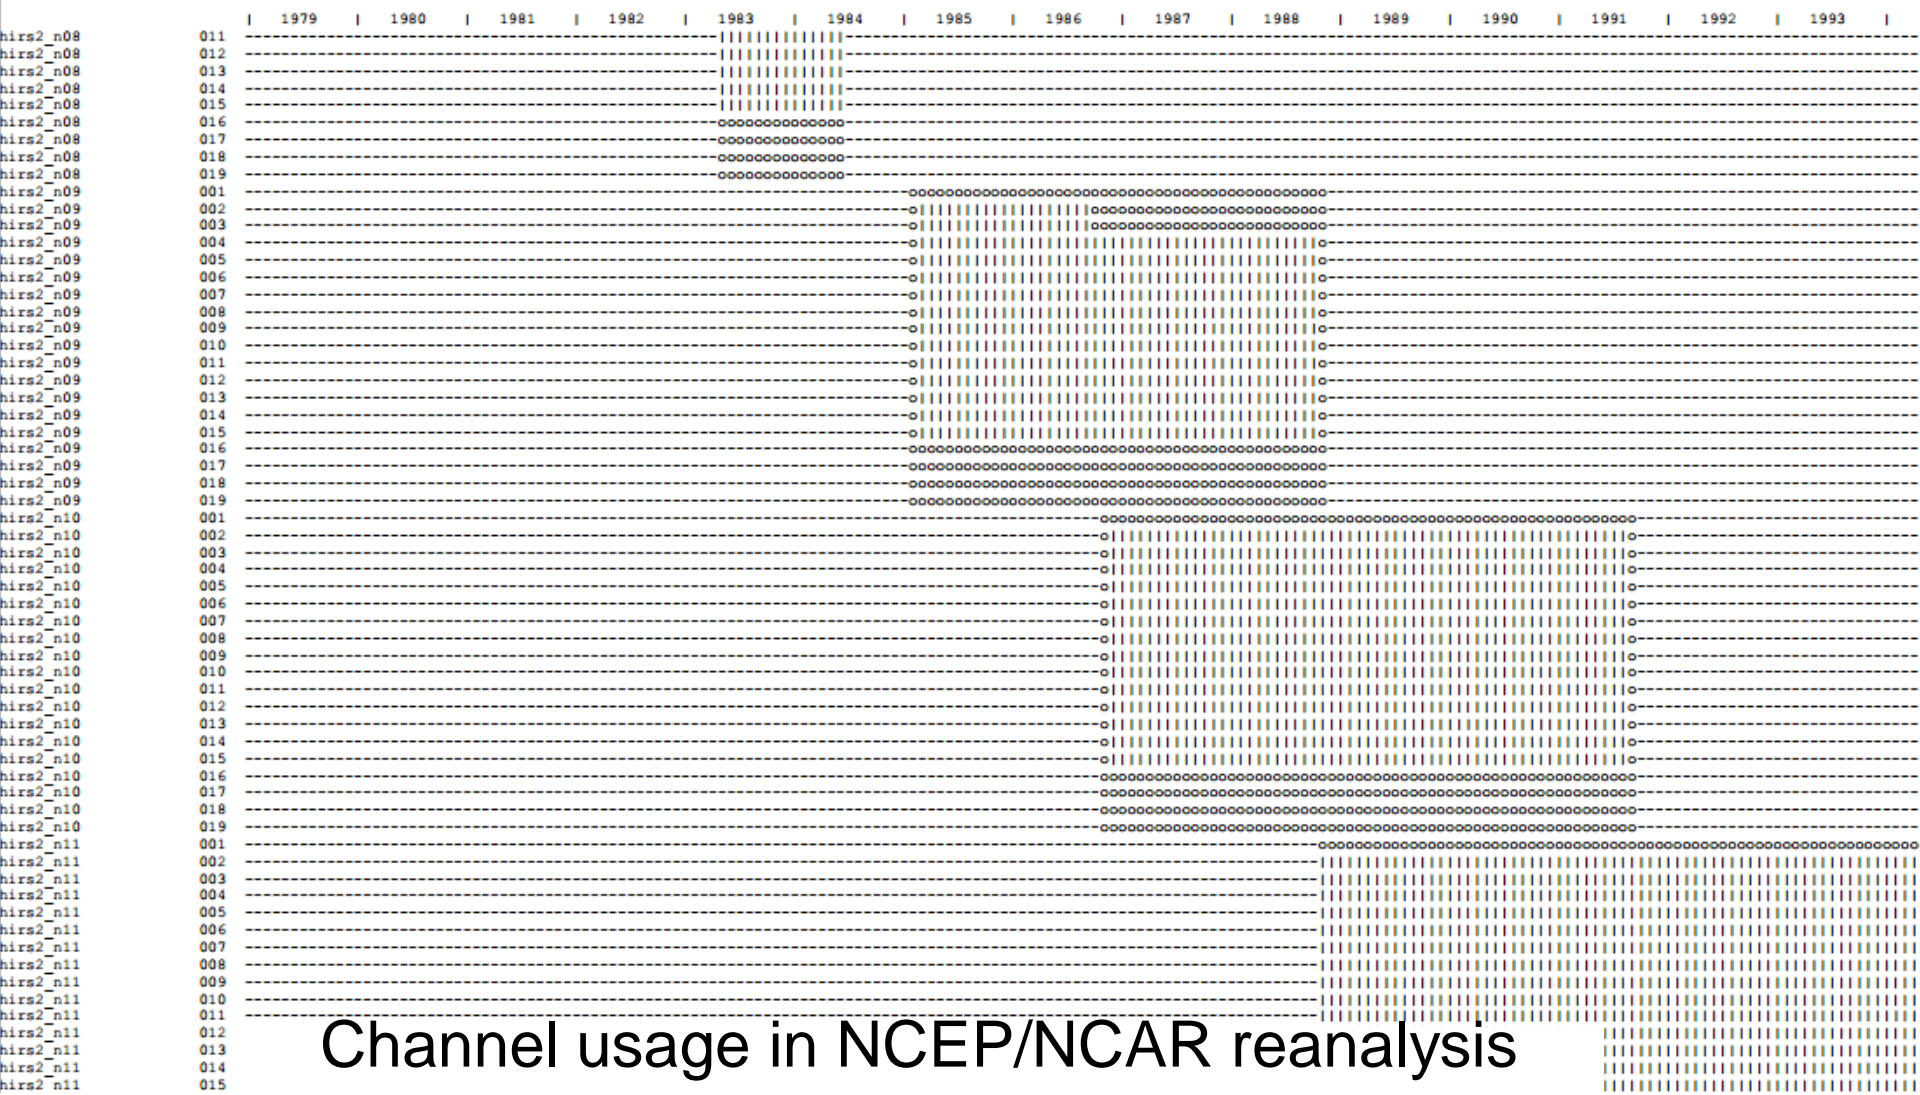 | 1979 | 1980 | 1981 | 1982 | 1983 | 1984 | 1985 | 1986 | 1987 | 1988 | 1989 | 1990 | 1991 | 1992 | 1993 |
hirs2_n08 011
hirs2_n08 012
hirs2_n08 013
hirs2_n08 014
hirs2_n08 015
hirs2_n08 016
hirs2_n08 017
hirs2_n08 018
hirs2_n08 019
hirs2_n09 001
hirs2_n09 002
hirs2_n09 003
hirs2_n09 004
hirs2_n09 005
hirs2_n09 006
hirs2_n09 007
hirs2_n09 008
hirs2_n09 009
hirs2_n09 010
hirs2_n09 011
hirs2_n09 012
hirs2_n09 013
hirs2_n09 014
hirs2_n09 015
hirs2_n09 016
hirs2_n09 017
hirs2_n09 018
hirs2_n09 019
hirs2_n10 001
hirs2_n10 002
hirs2_n10 003
hirs2_n10 004
hirs2_n10 005
hirs2_n10 006
hirs2_n10 007
hirs2_n10 008
hirs2_n10 009
hirs2_n10 010
hirs2_n10 011
hirs2_n10 012
hirs2_n10 013
hirs2_n10 014
hirs2_n10 015
hirs2_n10 016
hirs2_n10 017
hirs2_n10 018
hirs2_n10 019
hirs2_n11 001
hirs2_n11 002
hirs2_n11 003
hirs2_n11 004
hirs2_n11 005
hirs2_n11 006
hirs2_n11 007
hirs2_n11 008
hirs2_n11 009
hirs2_n11 010
hirs2_n11 011
hirs2_n11 012
hirs2_n11 013
hirs2_n11 014
hirs2_n11 015
Channel usage in NCEP/NCAR reanalysis